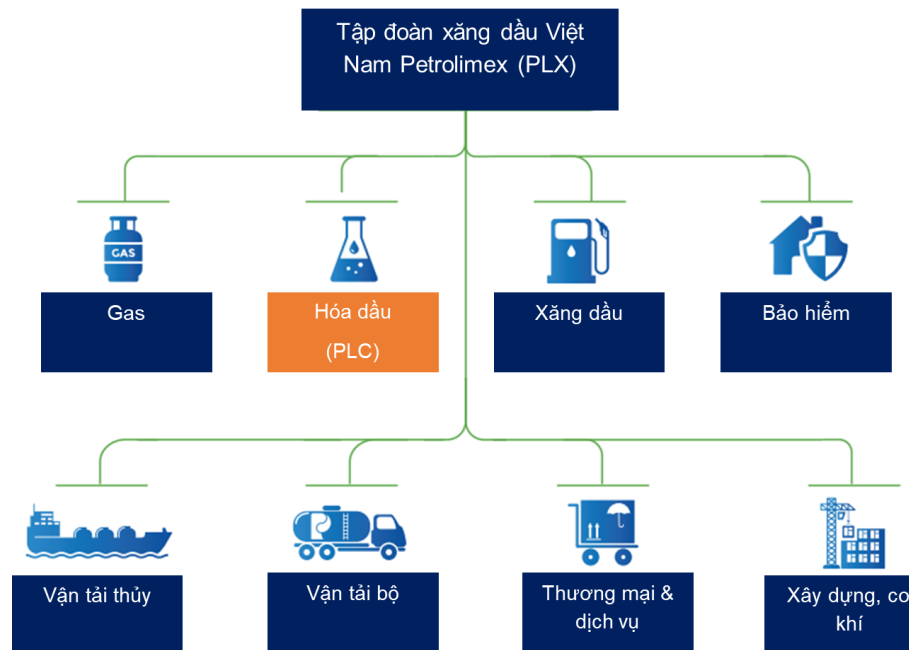 Tập đoàn xăng dầu Việt
Nam Petrolimex (PLX)
GAS
Gas
Hóa dầu
(PLC)
Xăng dầu
Bảo hiểm
Vận tải thủy
Vận tải bộ
Thương mại &
dịch vụ
Xây dựng, cơ
khí